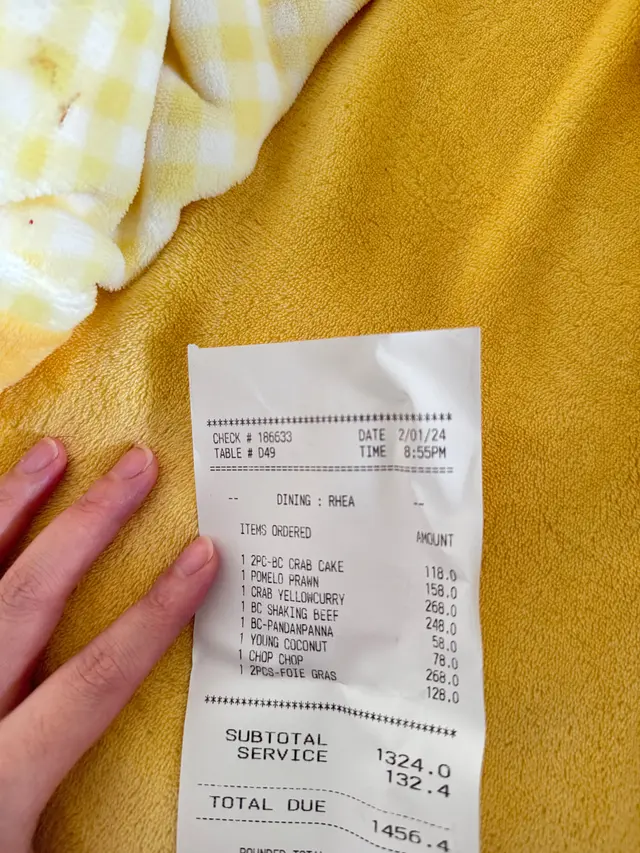 ****************************************
CHECK # 186633 DATE 2/01/24
TABLE # D49 TIME 8:55PM
========================================
-- DINING : RHEA --
ITEMS ORDERED AMOUNT
1 2PC-BC CRAB CAKE 118.0
1 POMELO PRAWN 158.0
1 CRAB YELLOWCURRY 268.0
1 BC SHAKING BEEF 248.0
1 BC-PANDANPANNA 58.0
1 YOUNG COCONUT 78.0
1 CHOP CHOP 268.0
1 2PCS-FOIE GRAS 128.0
****************************************
SUBTOTAL 1324.0
SERVICE 132.4
----------------------------------------
TOTAL DUE 1456.4
----------------------------------------